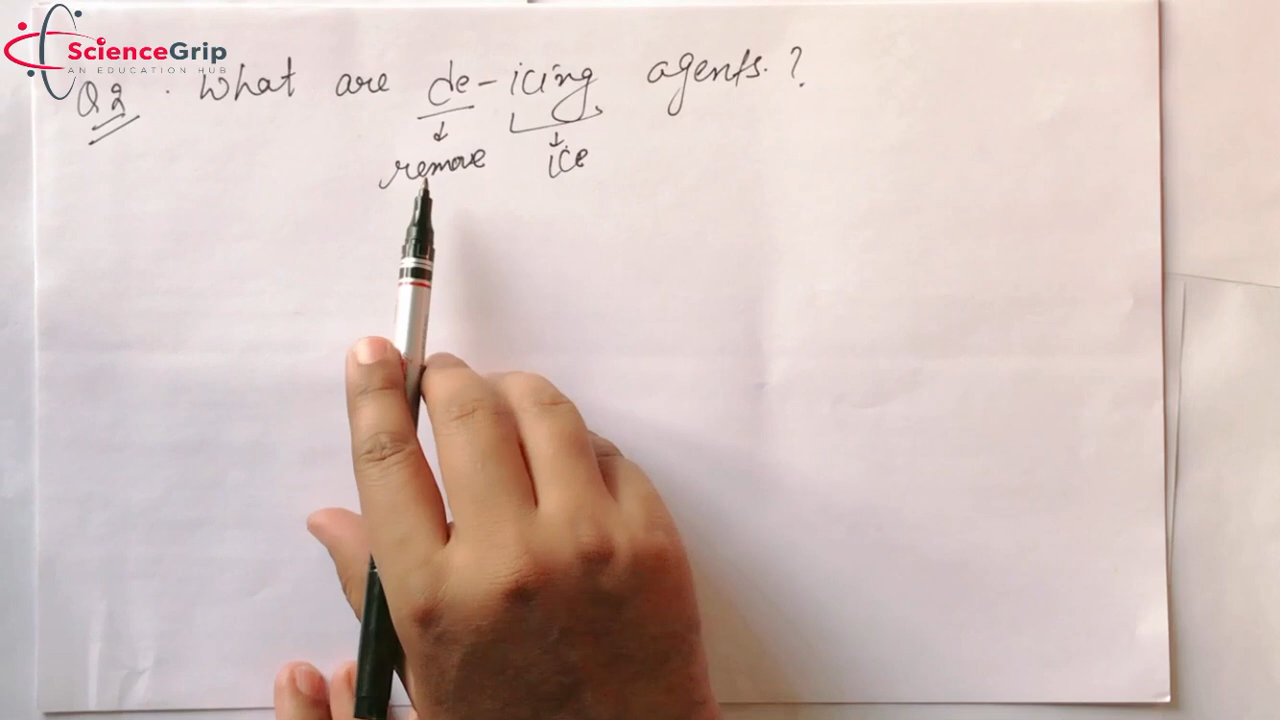 ScienceGrip
AN EDUCATION HUB
Q2. What are de-icing agents.?
remove ice